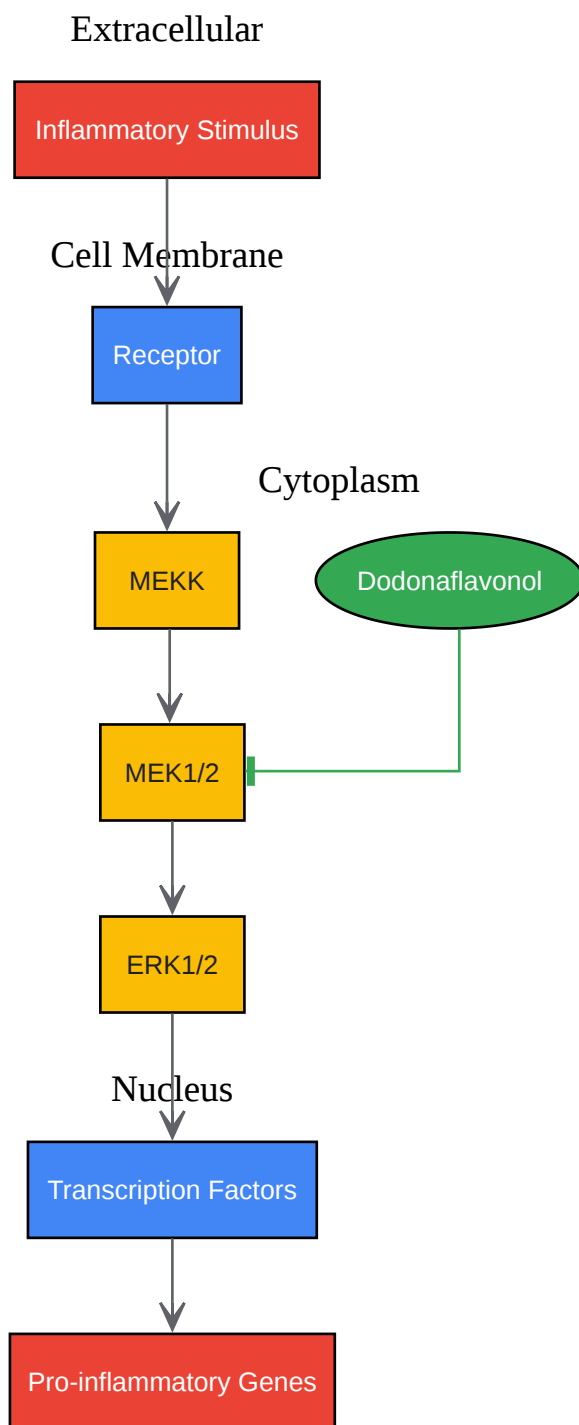 Extracellular
Inflammatory Stimulus
Cell Membrane
Receptor
Cytoplasm
MEKK
Dodonaflavonol
MEK1/2
ERK1/2
Nucleus
Transcription Factors
Pro-inflammatory Genes